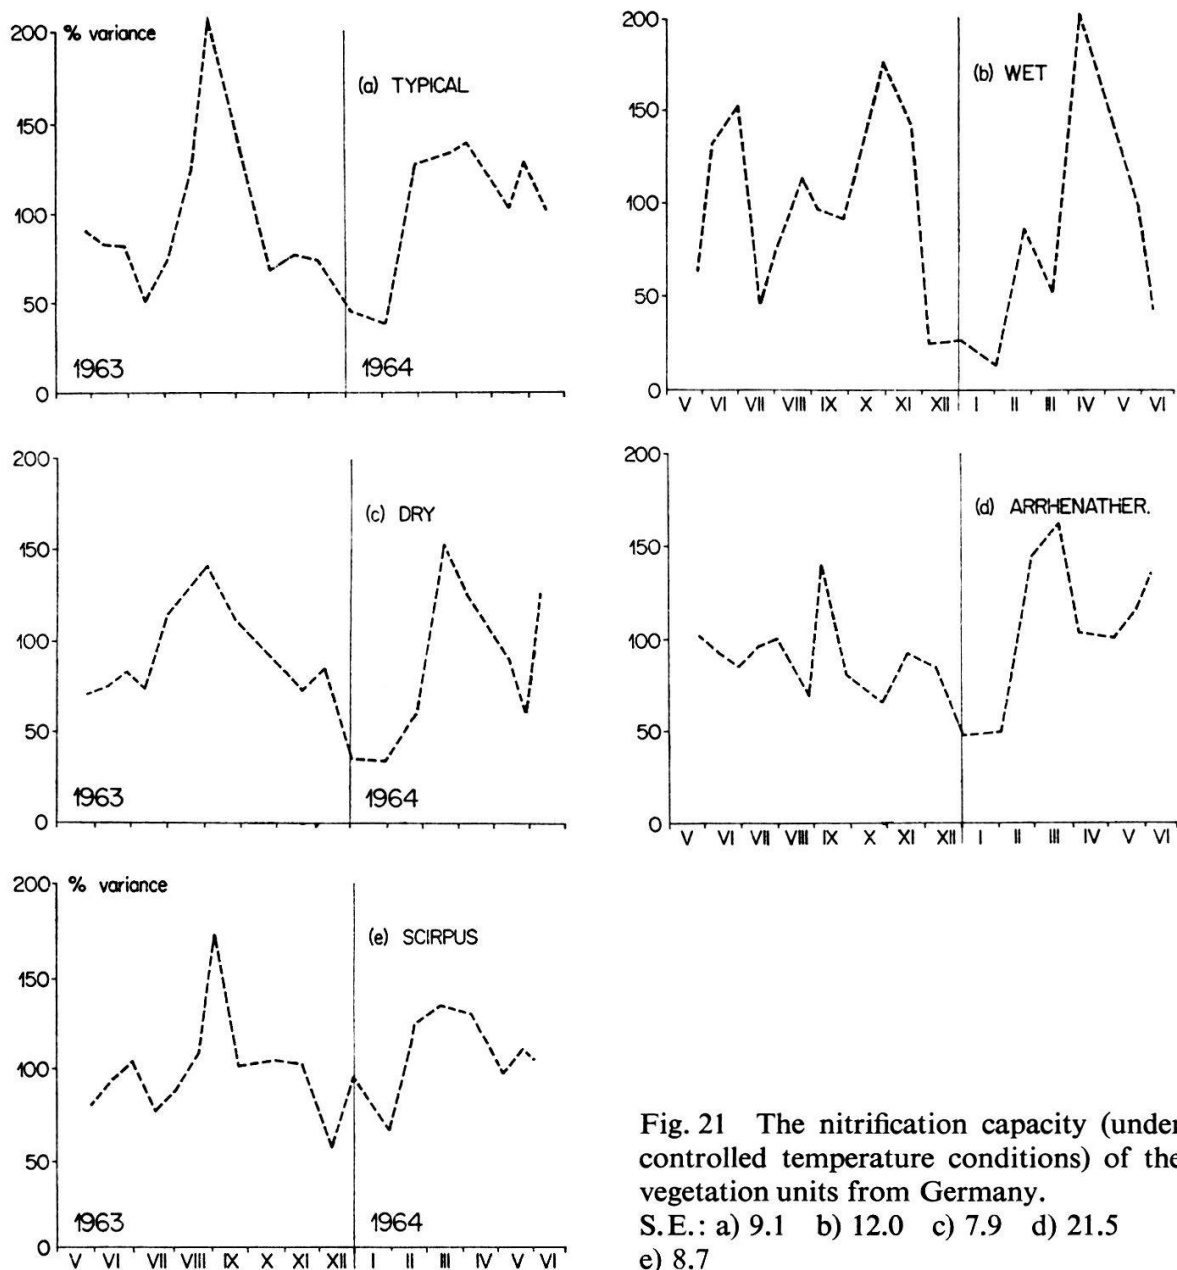 % variance
200
150
100
50
0
(a) TYPICAL
1963
1964
200
150
100
50
0
(b) WET
V VI VII VIII IX X XI XII I II III IV V VI
200
150
100
50
0
(c) DRY
1963
1964
200
150
100
50
0
(d) ARRHENATHER.
V VI VII VIII IX X XI XII I II III IV V VI
% variance
200
150
100
50
0
(e) SCIRPUS
1963
1964
V VI VII VIII IX X XI XII I II III IV V VI
Fig. 21 The nitrification capacity (under
controlled temperature conditions) of the
vegetation units from Germany.
S.E.: a) 9.1 b) 12.0 c) 7.9 d) 21.5
e) 8.7